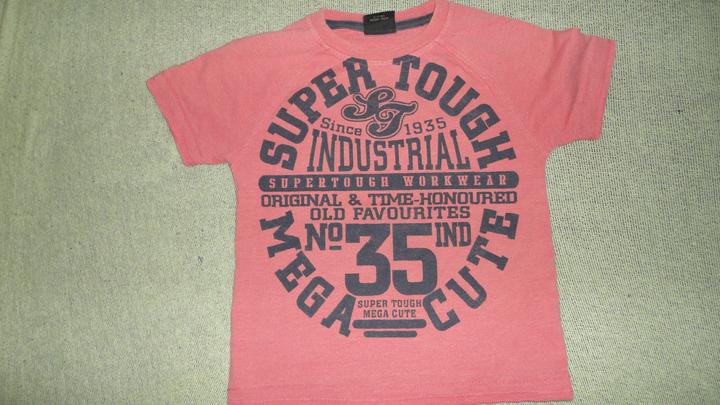 SUPER TOUGH
ST
Since 1935
INDUSTRIAL
SUPERTOUGH WORKWEAR
ORIGINAL & TIME-HONOURED
OLD FAVOURITES
Nº 35 IND
MEGA CUTE
SUPER TOUGH
MEGA CUTE